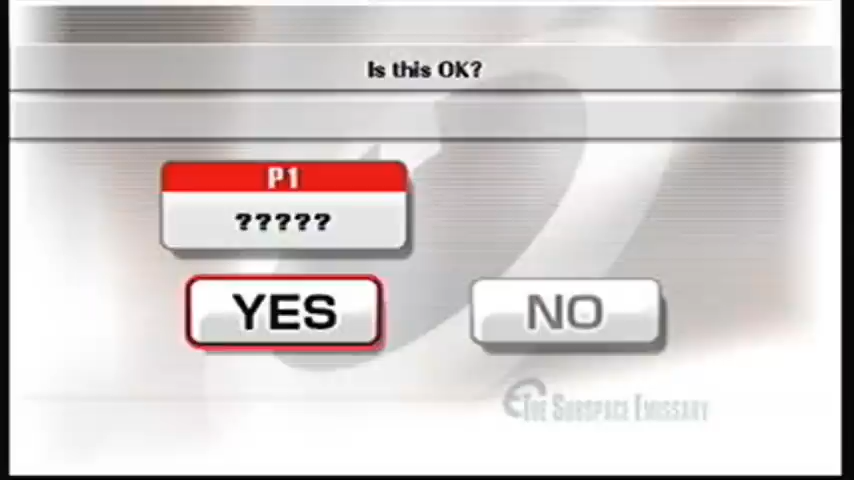 Is this OK?
P1
?????
YES
NO
The Subspace Emissary